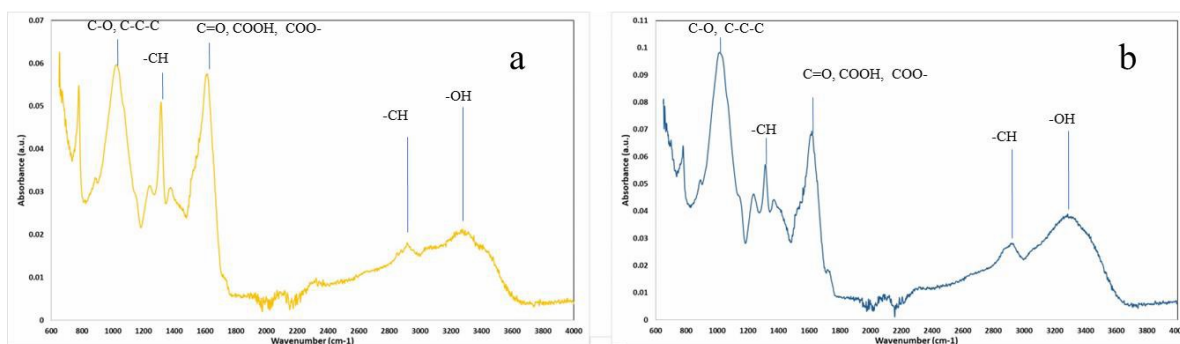 0.07
0.06
0.05
0.04
0.03
0.02
0.01
0
Absorbance (a.u.)
C-O, C-C-C
-CH
C=O, COOH, COO-
-CH
-OH
a
600 800 1000 1200 1400 1600 1800 2000 2200 2400 2600 2800 3000 3200 3400 3600 3800 4000
Wavenumber (cm-1)
0.11
0.1
0.09
0.08
0.07
0.06
0.05
0.04
0.03
0.02
0.01
0
Absorbance (a.u.)
C-O, C-C-C
-CH
C=O, COOH, COO-
-CH
-OH
b
600 800 1000 1200 1400 1600 1800 2000 2200 2400 2600 2800 3000 3200 3400 3600 3800 4000
Wavenumber (cm-1)